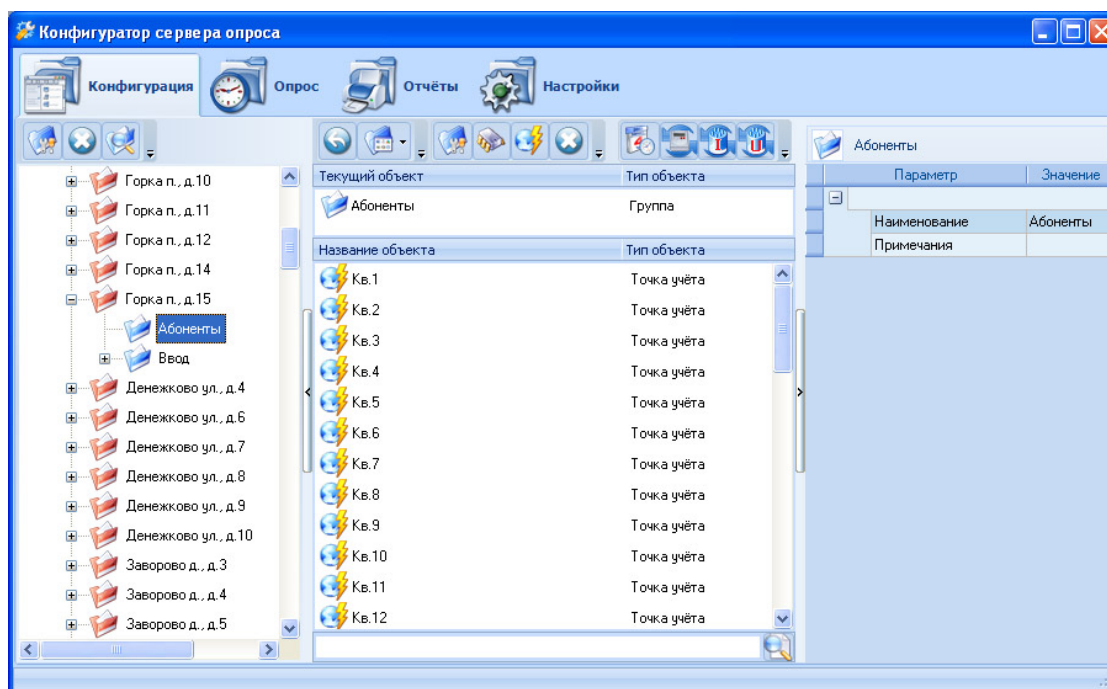 Конфигуратор сервера опроса
Конфигурация Опрос Отчёты Настройки
Горка п., д.10
Горка п., д.11
Горка п., д.12
Горка п., д.14
Горка п., д.15
Абоненты
Ввод
Денежково ул., д.4
Денежково ул., д.6
Денежково ул., д.7
Денежково ул., д.8
Денежково ул., д.9
Денежково ул., д.10
Заворово д., д.3
Заворово д., д.4
Заворово д., д.5
Текущий объект Тип объекта
Абоненты Группа
Название объекта Тип объекта
Кв.1 Точка учёта
Кв.2 Точка учёта
Кв.3 Точка учёта
Кв.4 Точка учёта
Кв.5 Точка учёта
Кв.6 Точка учёта
Кв.7 Точка учёта
Кв.8 Точка учёта
Кв.9 Точка учёта
Кв.10 Точка учёта
Кв.11 Точка учёта
Кв.12 Точка учёта
Абоненты
Параметр Значение
Наименование Абоненты
Примечания